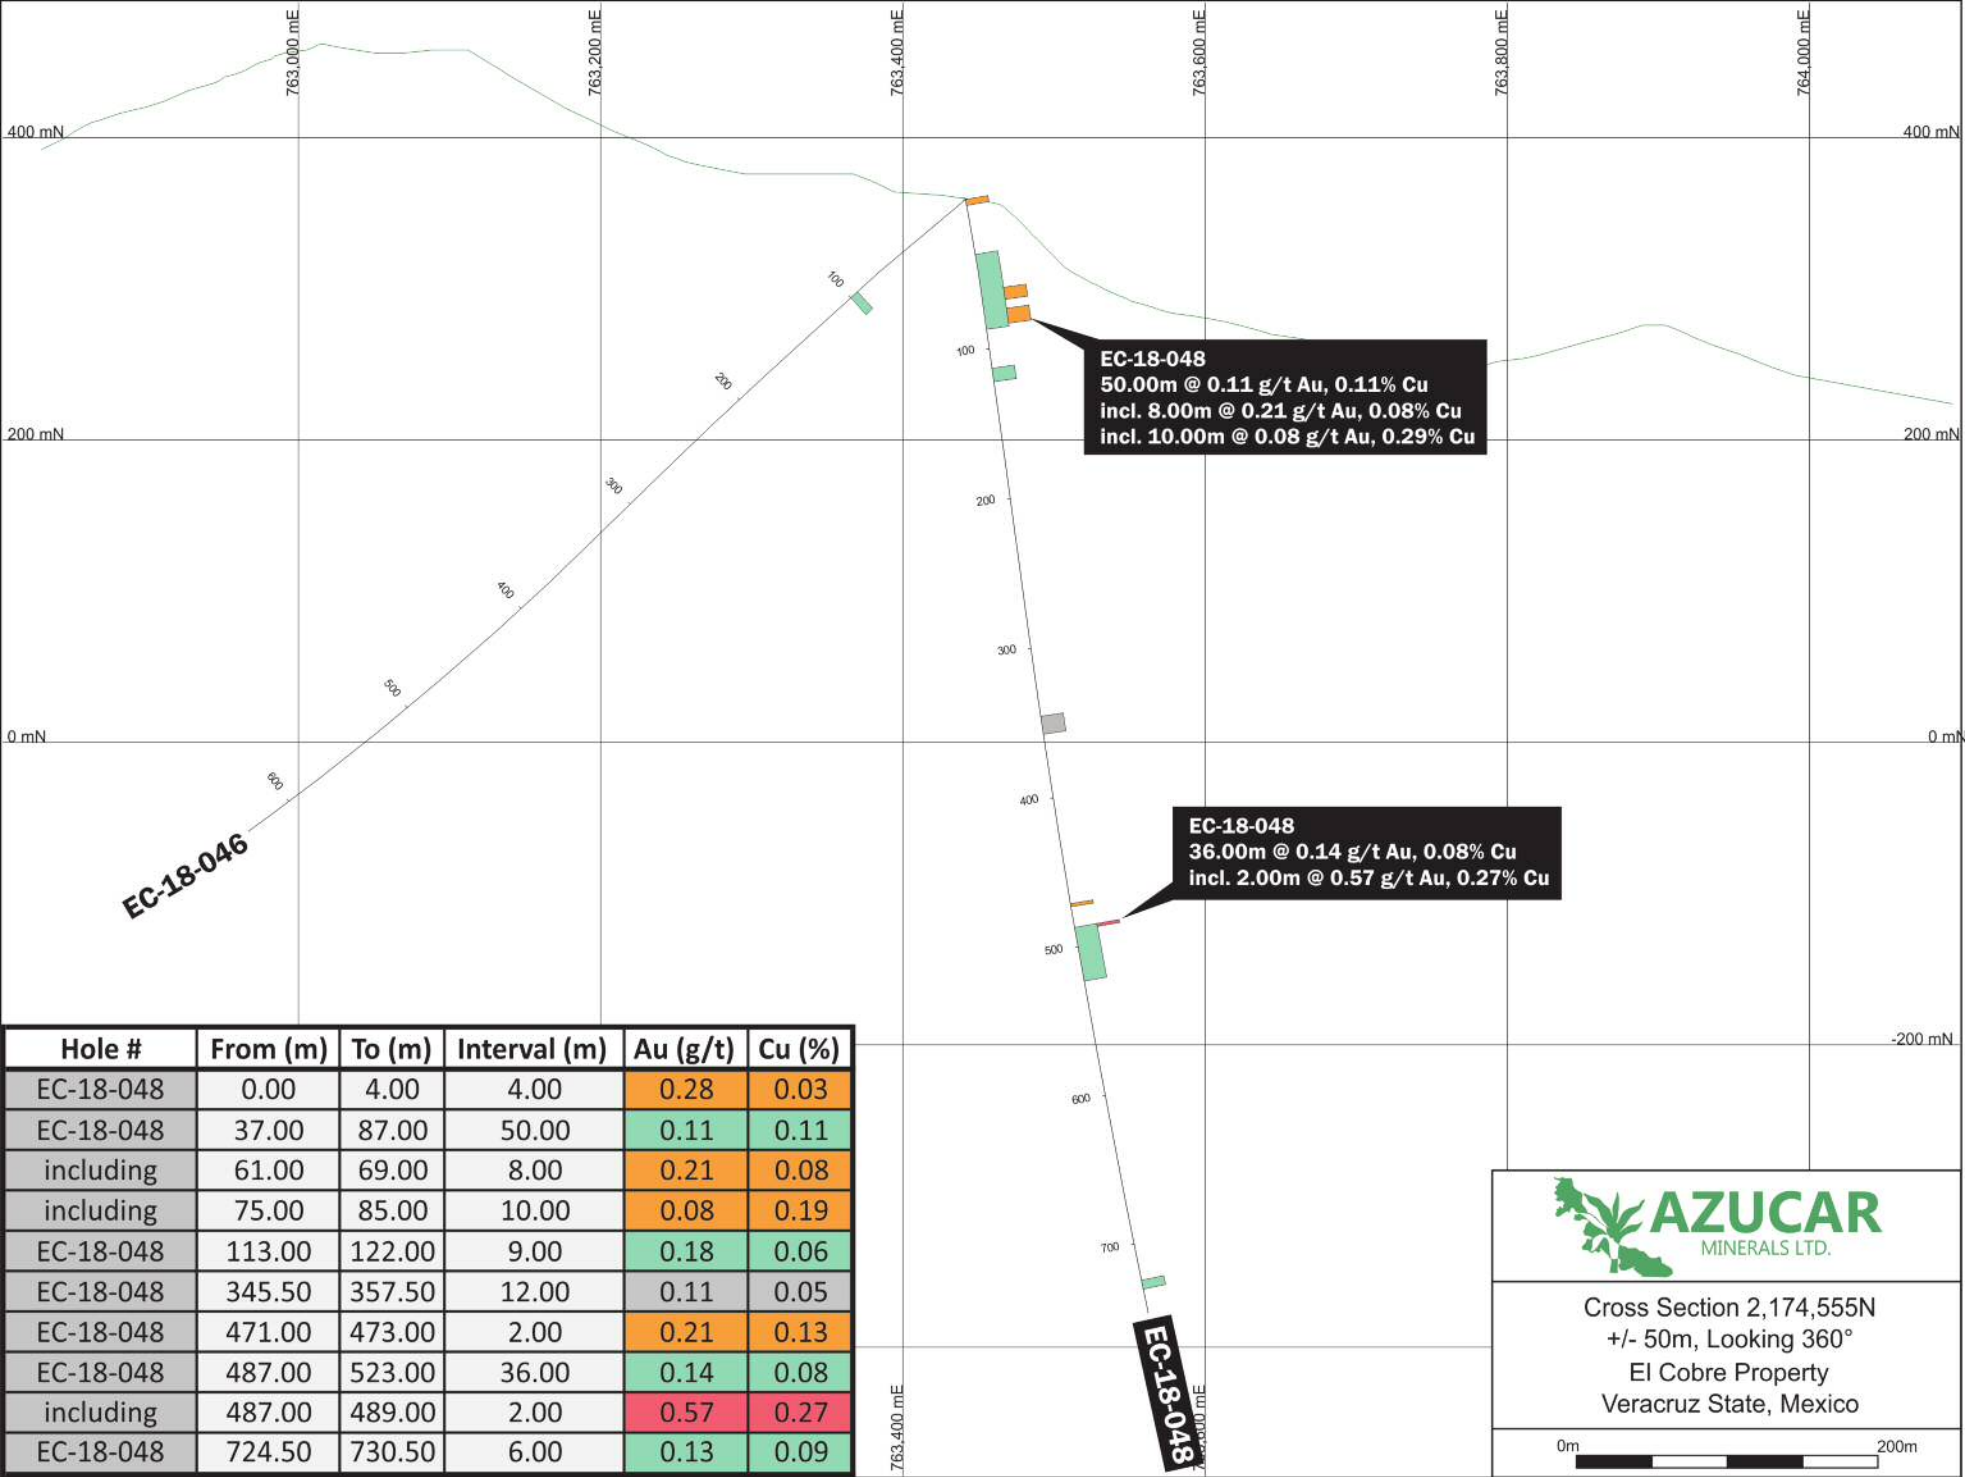 763,000 mE
763,200 mE
763,400 mE
763,600 mE
763,800 mE
764,000 mE
400 mN
400 mN
100
EC-18-048
50.00m @ 0.11 g/t Au, 0.11% Cu
incl. 8.00m @ 0.21 g/t Au, 0.08% Cu
incl. 10.00m @ 0.08 g/t Au, 0.29% Cu
100
200
200 mN
200 mN
300
200
400
300
500
0 mN
0 mN
600
400
EC-18-046
EC-18-048
36.00m @ 0.14 g/t Au, 0.08% Cu
incl. 2.00m @ 0.57 g/t Au, 0.27% Cu
500
-200 mN
600
700
EC-18-048
763,400 mE
Hole # From (m) To (m) Interval (m) Au (g/t) Cu (%)
EC-18-048 0.00 4.00 4.00 0.28 0.03
EC-18-048 37.00 87.00 50.00 0.11 0.11
including 61.00 69.00 8.00 0.21 0.08
including 75.00 85.00 10.00 0.08 0.19
EC-18-048 113.00 122.00 9.00 0.18 0.06
EC-18-048 345.50 357.50 12.00 0.11 0.05
EC-18-048 471.00 473.00 2.00 0.21 0.13
EC-18-048 487.00 523.00 36.00 0.14 0.08
including 487.00 489.00 2.00 0.57 0.27
EC-18-048 724.50 730.50 6.00 0.13 0.09
AZUCAR
MINERALS LTD.
Cross Section 2,174,555N
+/- 50m, Looking 360°
El Cobre Property
Veracruz State, Mexico
0m 200m